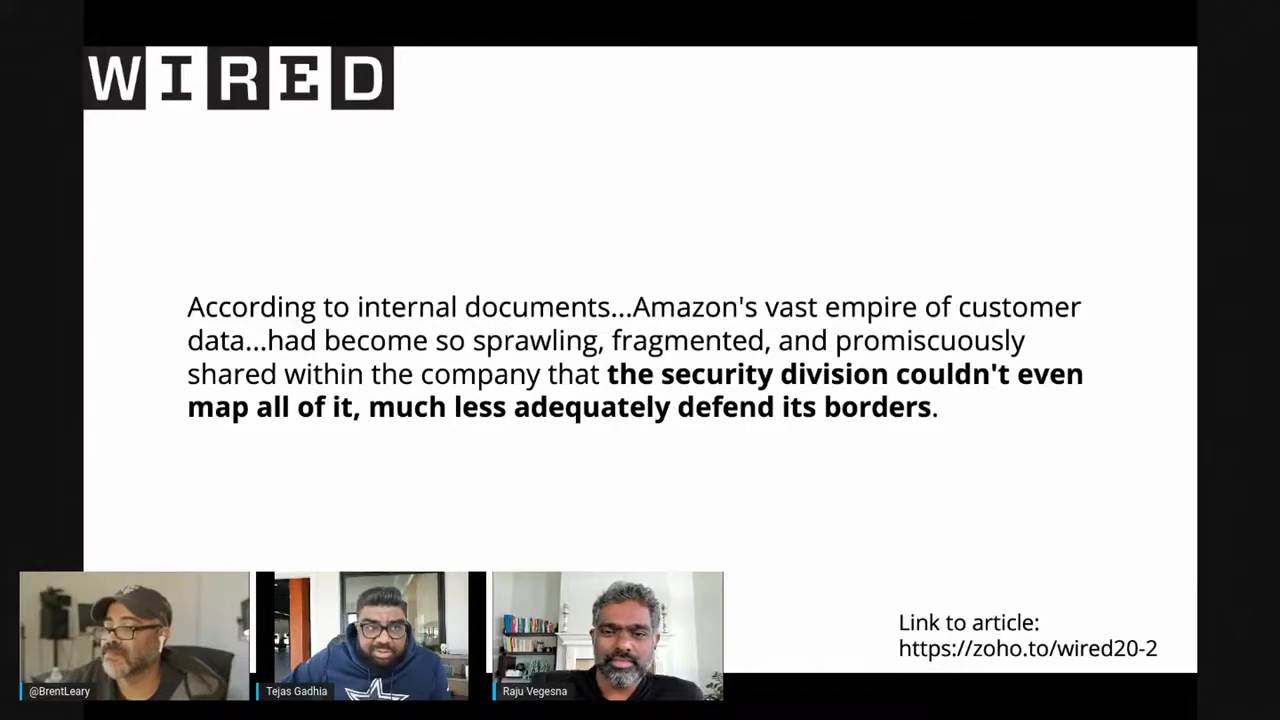 WIRED
According to internal documents...Amazon's vast empire of customer
data...had become so sprawling, fragmented, and promiscuously
shared within the company that the security division couldn't even
map all of it, much less adequately defend its borders.
Link to article:
https://zoho.to/wired20-2
@BrentLeary
Tejas Gadhia
Raju Vegesna